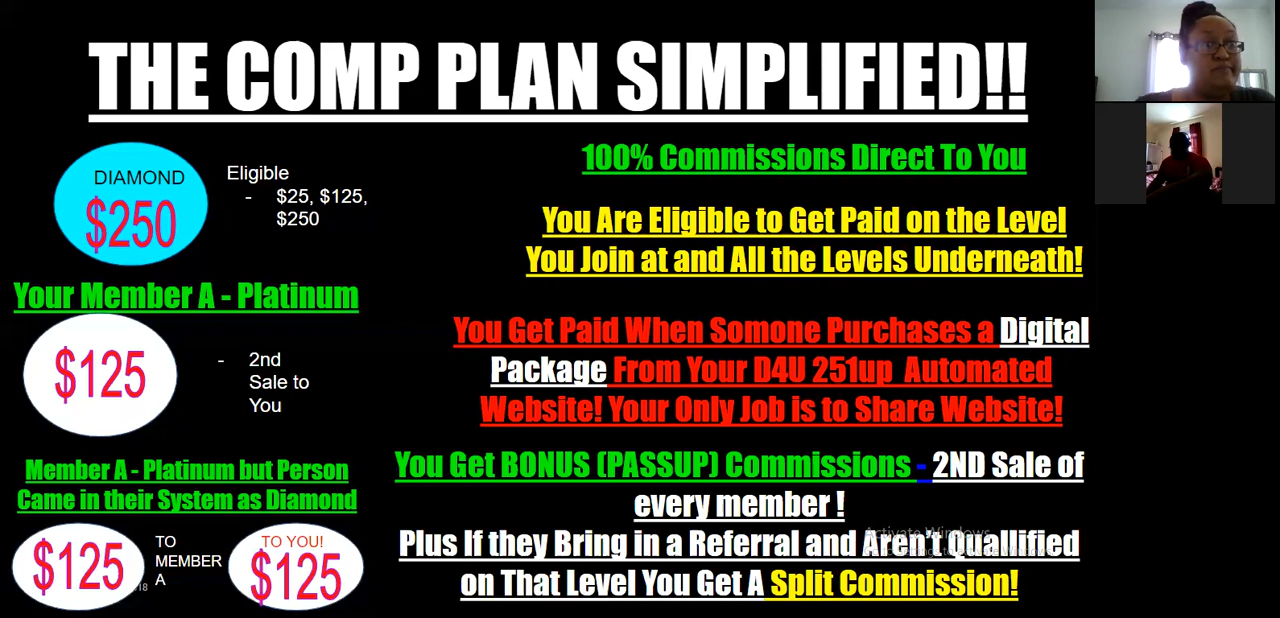 THE COMP PLAN SIMPLIFIED!!
DIAMOND
$250
Eligible
- $25, $125,
$250
100% Commissions Direct To You
You Are Eligible to Get Paid on the Level
You Join at and All the Levels Underneath!
Your Member A - Platinum
$125
- 2nd
Sale to
You
You Get Paid When Somone Purchases a Digital
Package From Your D4U 251up Automated
Website! Your Only Job is to Share Website!
Member A - Platinum but Person
Came in their System as Diamond
$125
TO
MEMBER
A
TO YOU!
$125
You Get BONUS (PASSUP) Commissions - 2ND Sale of
every member !
Plus If they Bring in a Referral and Aren't Quallified
on That Level You Get A Split Commission!
Activate Windows